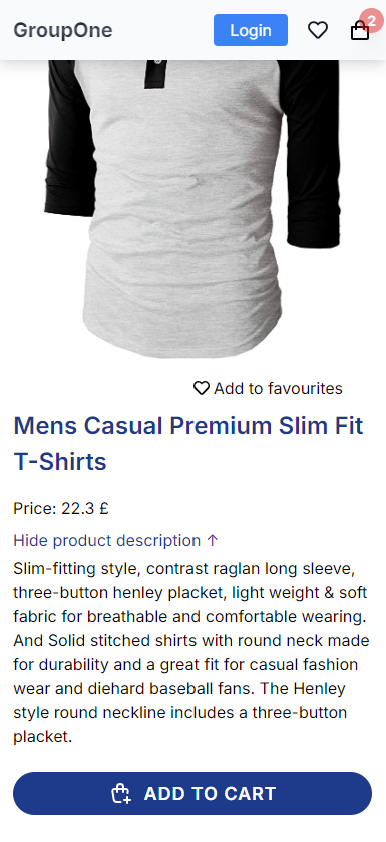 GroupOne
Login
2
Add to favourites
Mens Casual Premium Slim Fit
T-Shirts
Price: 22.3 £
Hide product description ↑
Slim-fitting style, contrast raglan long sleeve,
three-button henley placket, light weight & soft
fabric for breathable and comfortable wearing.
And Solid stitched shirts with round neck made
for durability and a great fit for casual fashion
wear and diehard baseball fans. The Henley
style round neckline includes a three-button
placket.
ADD TO CART